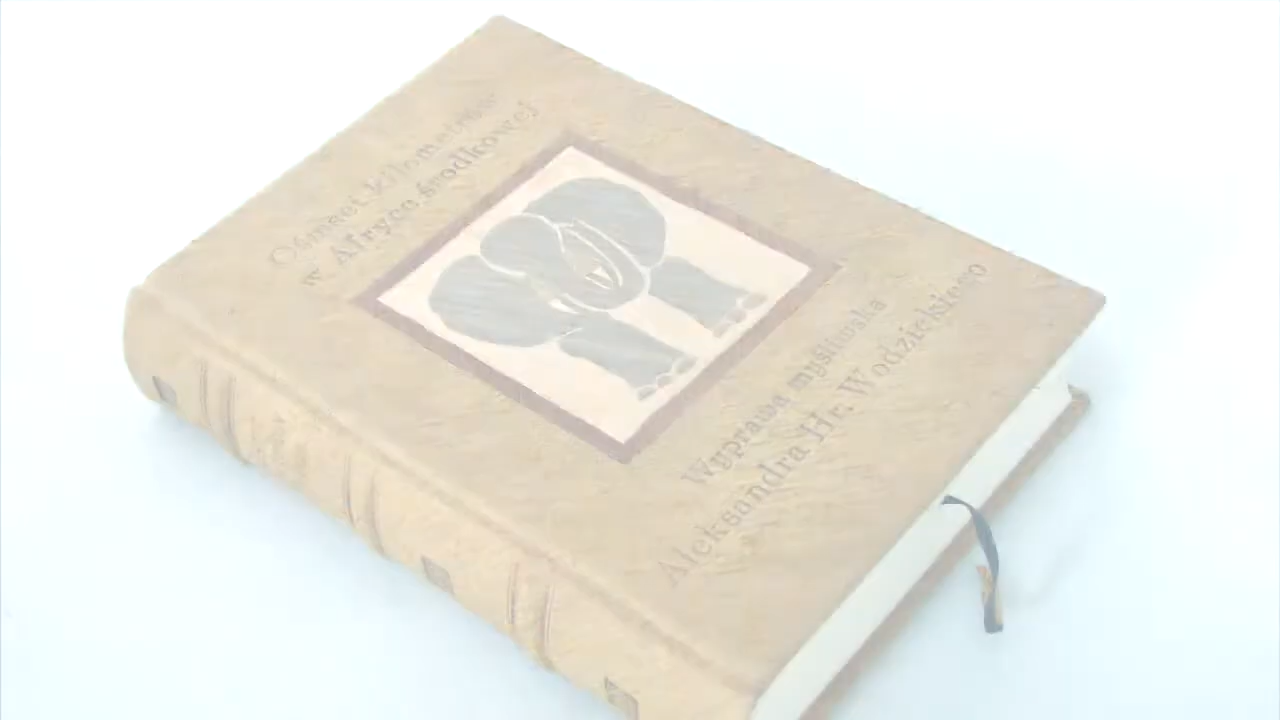 Ośmset kilometrów
w Afryce środkowej
Wyprawa myśliwska
Aleksandra Hr. Wodzickiego